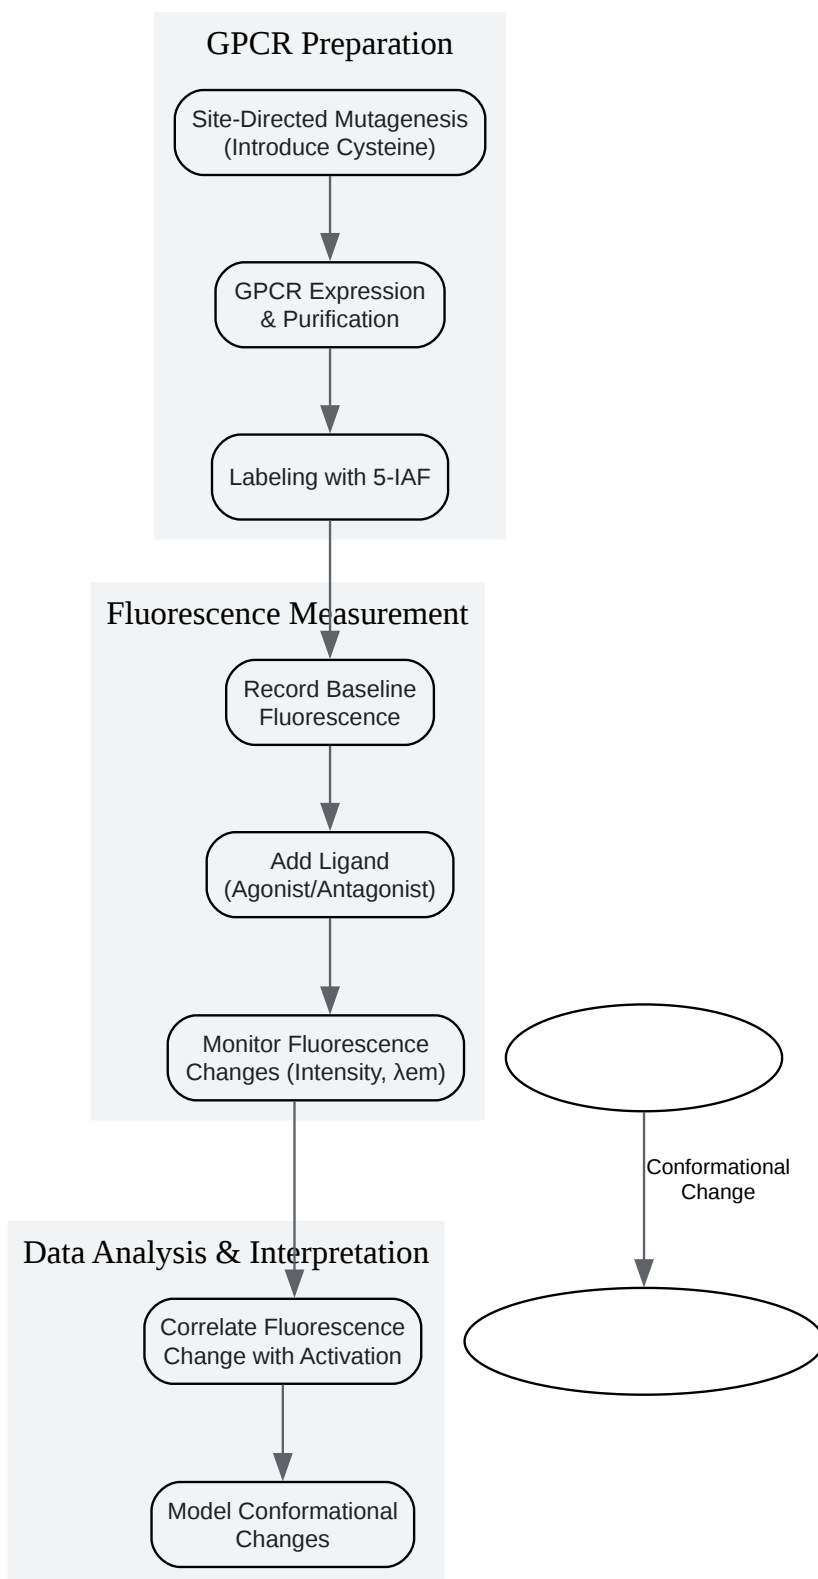 GPCR Preparation
Site-Directed Mutagenesis
(Introduce Cysteine)
GPCR Expression
& Purification
Labeling with 5-IAF
Fluorescence Measurement
Record Baseline
Fluorescence
Add Ligand
(Agonist/Antagonist)
Monitor Fluorescence
Changes (Intensity, λem)
Conformational
Change
Data Analysis & Interpretation
Correlate Fluorescence
Change with Activation
Model Conformational
Changes